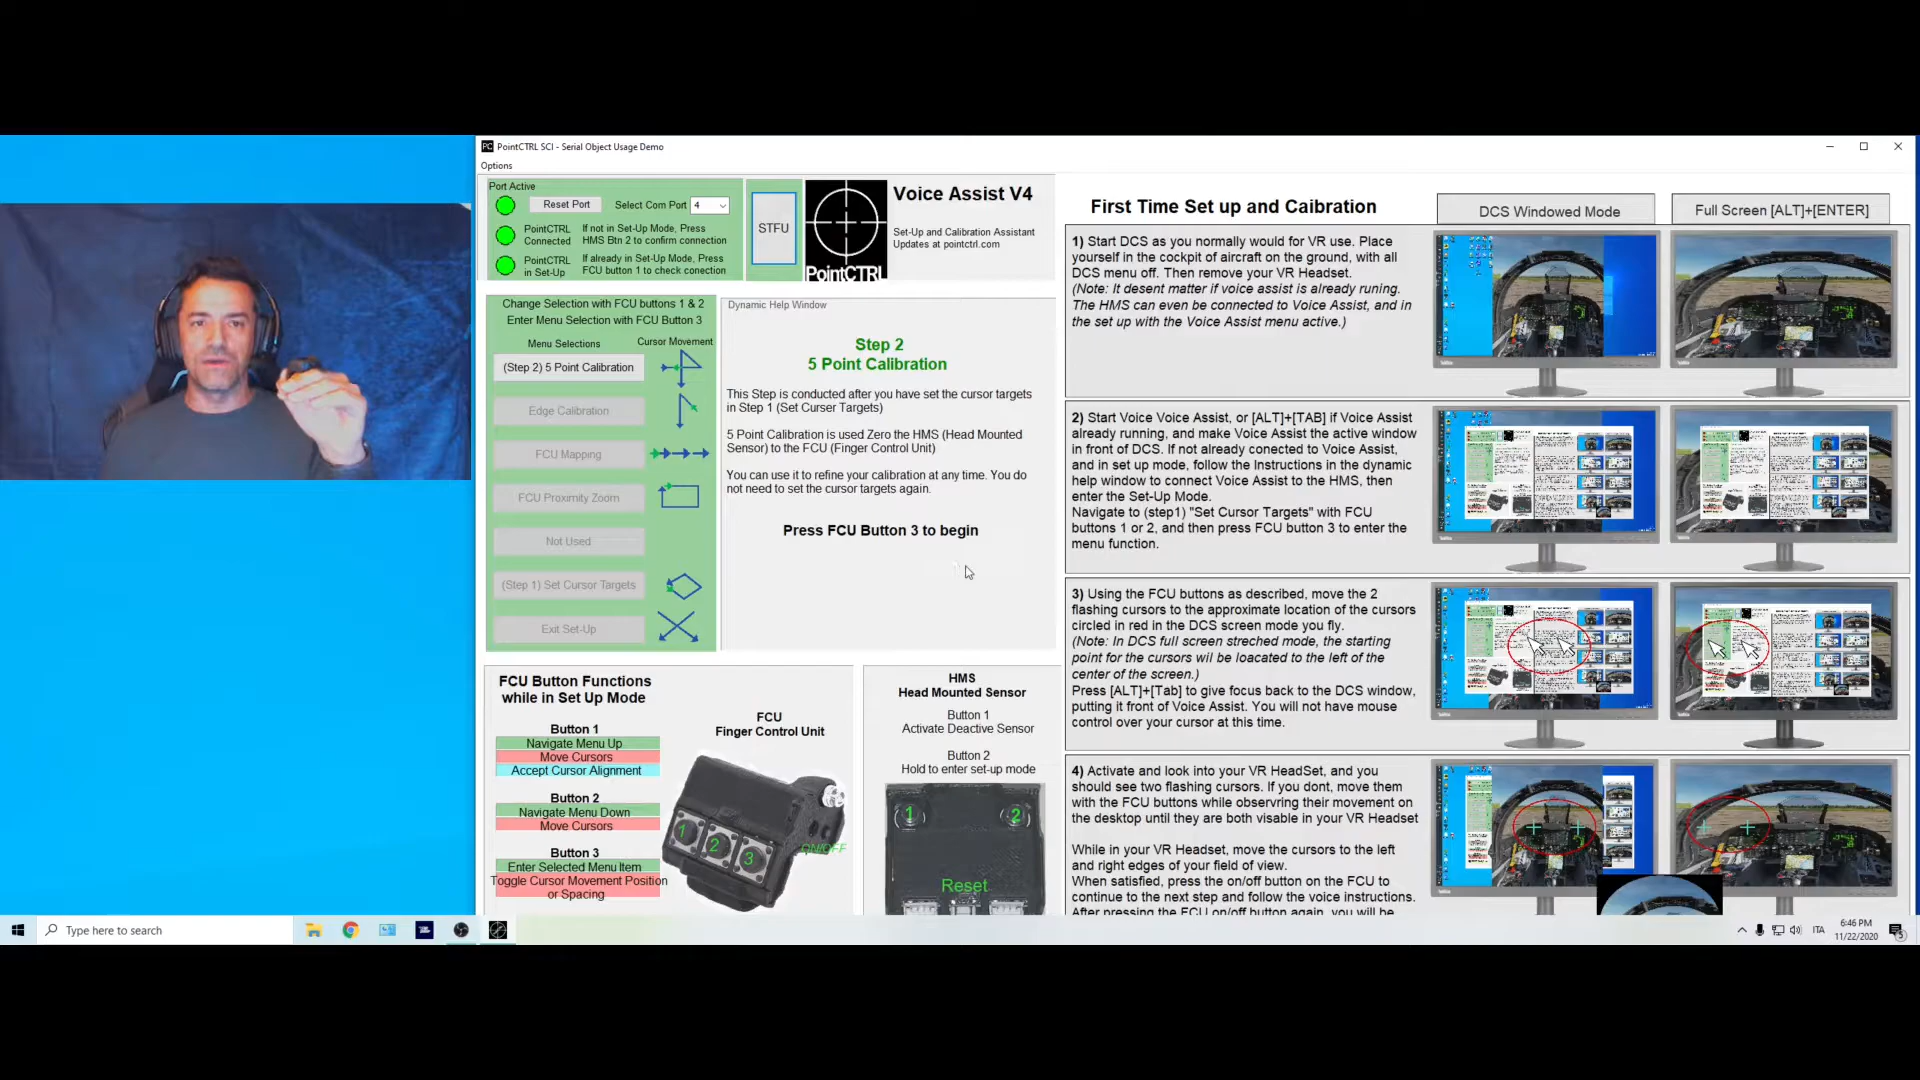 PointCTRL SCI - Serial Object Usage Demo
Options
Port Active
Reset Port
Select Com Port
4
PointCTRL
Connected
If not in Set-Up Mode, Press
HMS Btn 2 to confirm connection
PointCTRL
in Set-Up
If already in Set-Up Mode, Press
FCU button 1 to check conection
STFU
PointCTRL
Voice Assist V4
Set-Up and Calibration Assistant
Updates at pointctrl.com
Change Selection with FCU buttons 1 & 2
Enter Menu Selection with FCU Button 3
Menu Selections
Cursor Movement
(Step 2) 5 Point Calibration
Edge Calibration
FCU Mapping
FCU Proximity Zoom
Not Used
(Step 1) Set Cursor Targets
Exit Set-Up
Dynamic Help Window
Step 2
5 Point Calibration
This Step is conducted after you have set the cursor targets
in Step 1 (Set Curser Targets)
5 Point Calibration is used Zero the HMS (Head Mounted
Sensor) to the FCU (Finger Control Unit)
You can use it to refine your calibration at any time. You do
not need to set the cursor targets again.
Press FCU Button 3 to begin
FCU Button Functions
while in Set Up Mode
Button 1
Navigate Menu Up
Move Cursors
Accept Cursor Alignment
Button 2
Navigate Menu Down
Move Cursors
Button 3
Enter Selected Menu Item
Toggle Cursor Movement Position
or Spacing
FCU
Finger Control Unit
1
2
3
ON/OFF
HMS
Head Mounted Sensor
Button 1
Activate Deactive Sensor
Button 2
Hold to enter set-up mode
1
2
Reset
First Time Set up and Caibration
DCS Windowed Mode
Full Screen [ALT]+[ENTER]
1) Start DCS as you normally would for VR use. Place
yourself in the cockpit of aircraft on the ground, with all
DCS menu off. Then remove your VR Headset.
(Note: It desent matter if voice assist is already runing.
The HMS can even be connected to Voice Assist, and in
the set up with the Voice Assist menu active.)
2) Start Voice Voice Assist, or [ALT]+[TAB] if Voice Assist
already running, and make Voice Assist the active window
in front of DCS. If not already conected to Voice Assist,
and in set up mode, follow the Instructions in the dynamic
help window to connect Voice Assist to the HMS, then
enter the Set-Up Mode.
Navigate to (step1) "Set Cursor Targets" with FCU
buttons 1 or 2, and then press FCU button 3 to enter the
menu function.
3) Using the FCU buttons as described, move the 2
flashing cursors to the approximate location of the cursors
circled in red in the DCS screen mode you fly.
(Note: In DCS full screen streched mode, the starting
point for the cursors wil be loacated to the left of the
center of the screen.)
Press [ALT]+[Tab] to give focus back to the DCS window,
putting it front of Voice Assist. You will not have mouse
control over your cursor at this time.
4) Activate and look into your VR HeadSet, and you
should see two flashing cursors. If you dont, move them
with the FCU buttons while observring their movement on
the desktop until they are both visable in your VR Headset
While in your VR Headset, move the cursors to the left
and right edges of your field of view.
When satisfied, press the on/off button on the FCU to
continue to the next step and follow the voice instructions.
After pressing the FCU on/off button again, you will be
Type here to search
ITA
6:46 PM
11/22/2020
5